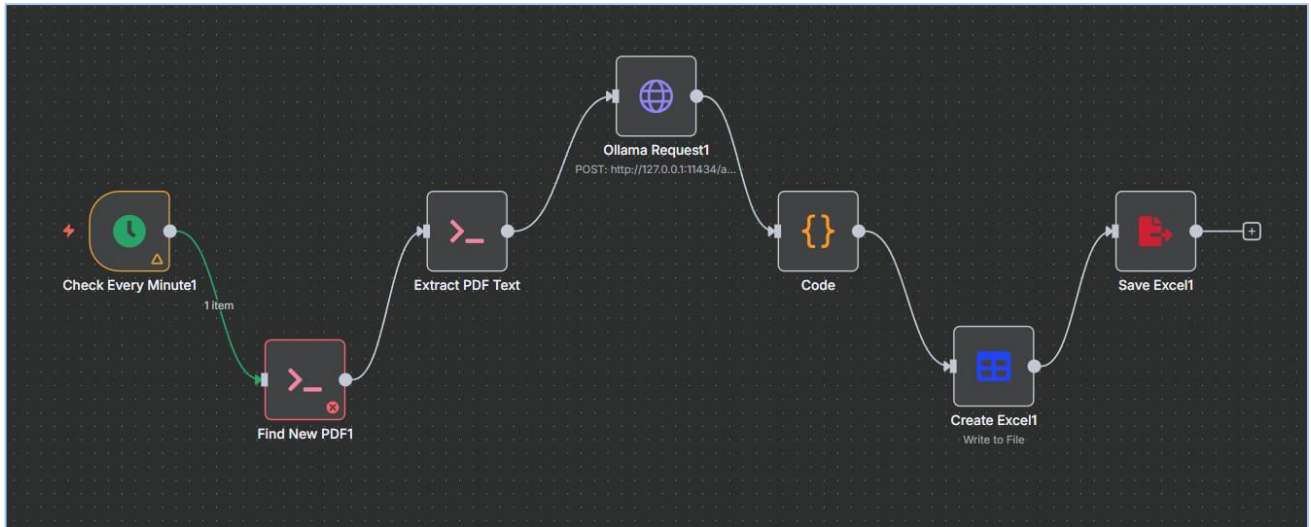 Ollama Request1
POST: http://127.0.0.1:11434/a...
Check Every Minute1
1 item
Extract PDF Text
Code
Save Excel1
Find New PDF1
Create Excel1
Write to File